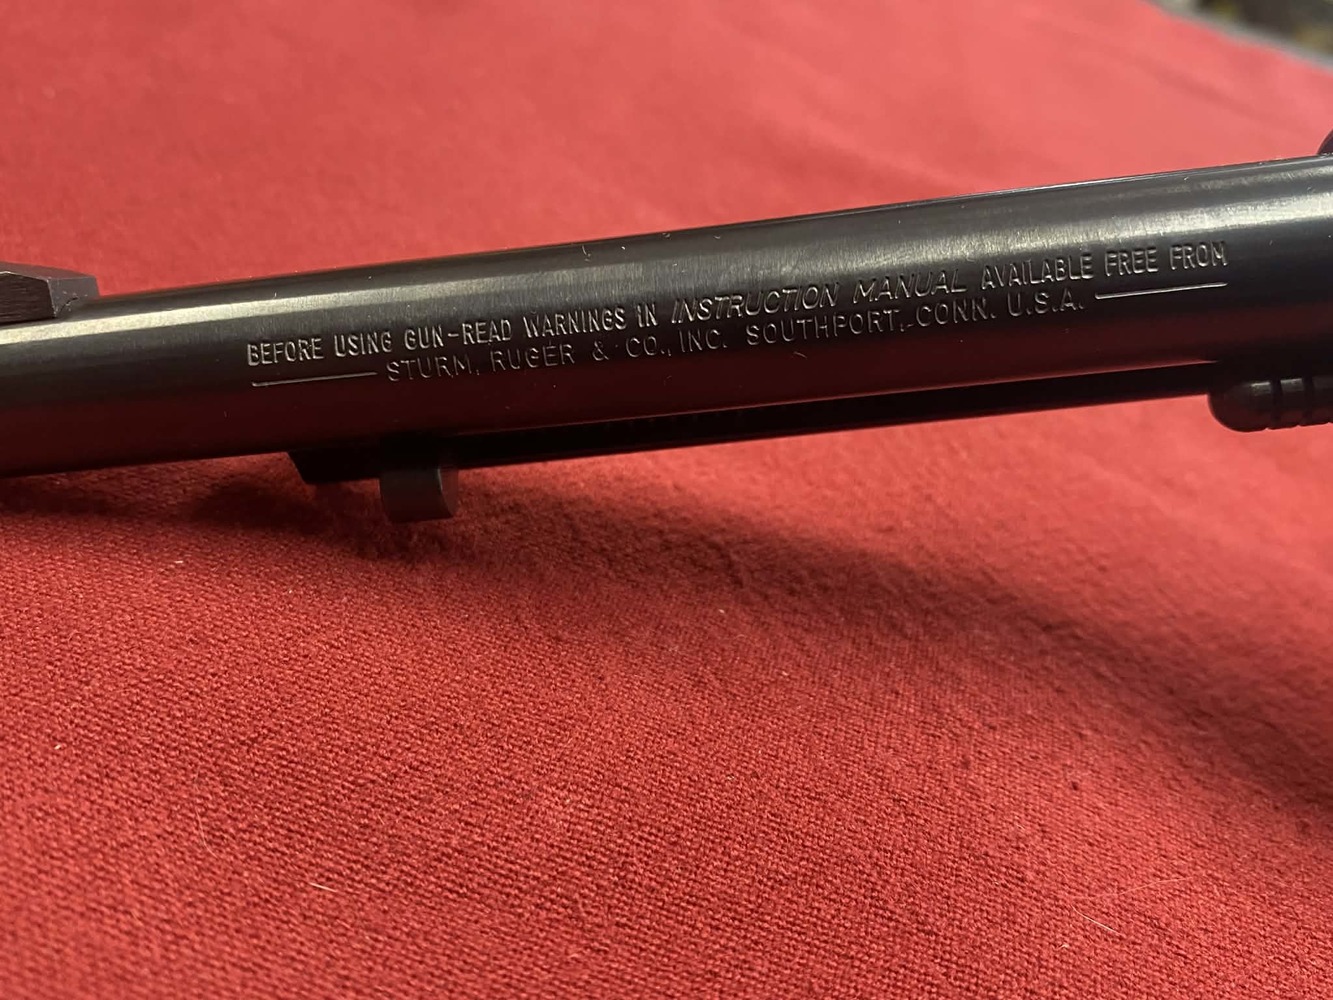 BEFORE USING GUN-READ WARNINGS IN INSTRUCTION MANUAL AVAILABLE FREE FROM
STURM, RUGER & CO., INC. SOUTHPORT, CONN. U.S.A.